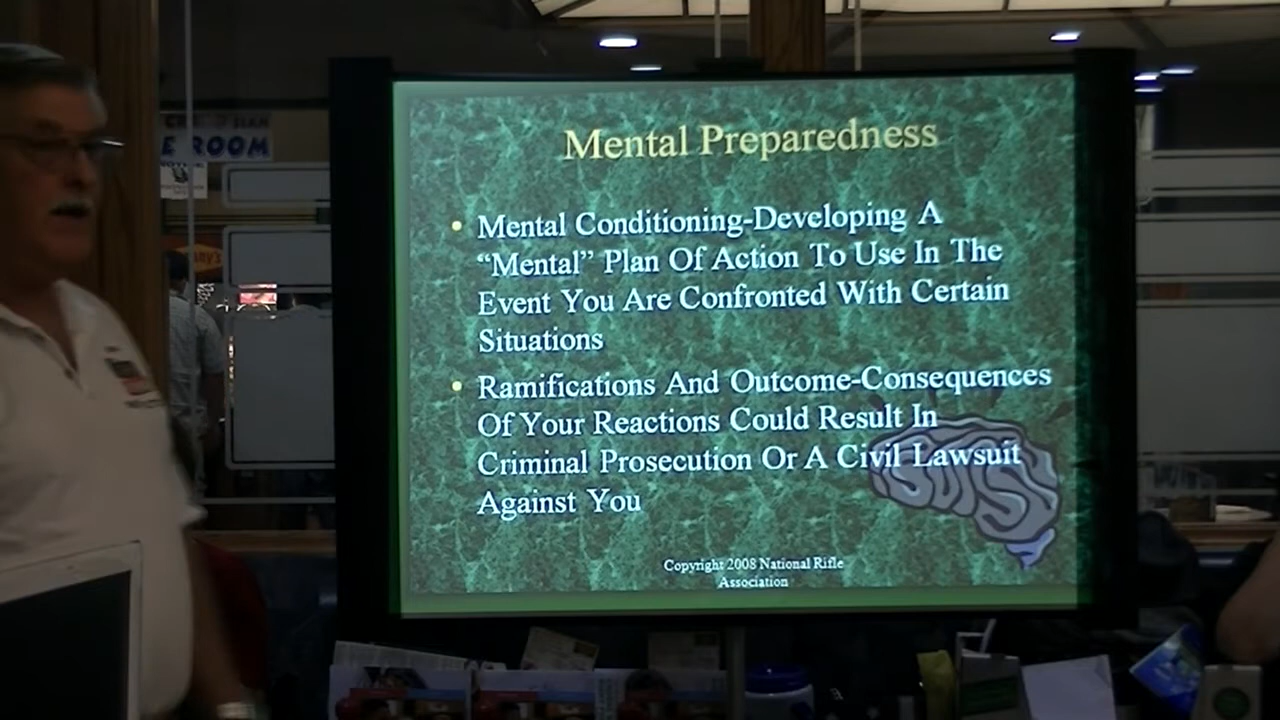 E ROOM
Mental Preparedness
• Mental Conditioning-Developing A
“Mental” Plan Of Action To Use In The
Event You Are Confronted With Certain
Situations
• Ramifications And Outcome-Consequences
Of Your Reactions Could Result In
Criminal Prosecution Or A Civil Lawsuit
Against You
Copyright 2008 National Rifle
Association